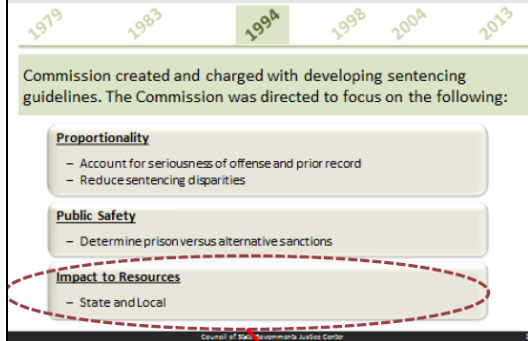 1979 1983 1994 1998 2004 2013
Commission created and charged with developing sentencing
guidelines. The Commission was directed to focus on the following:
Proportionality
– Account for seriousness of offense and prior record
– Reduce sentencing disparities
Public Safety
– Determine prison versus alternative sanctions
Impact to Resources
– State and Local
Council of State Governments Justice Center